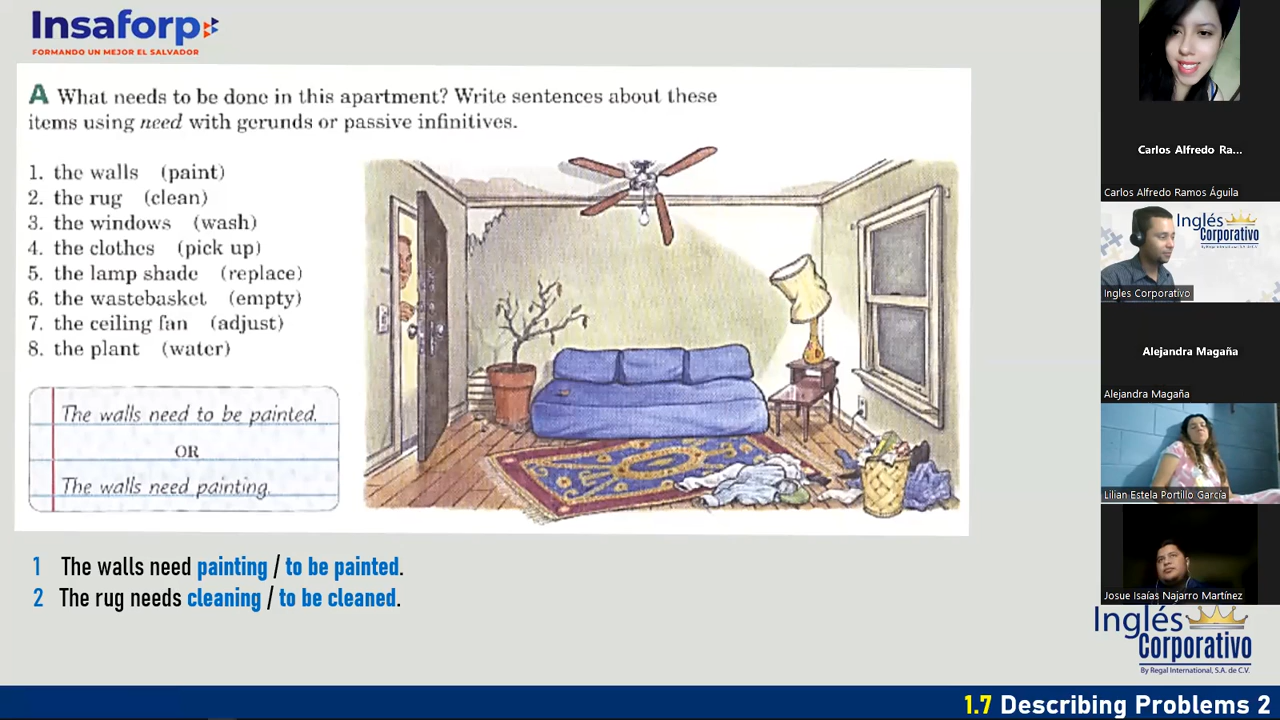 Insaforp
FORMANDO UN MEJOR EL SALVADOR
A What needs to be done in this apartment? Write sentences about these
items using need with gerunds or passive infinitives.
1. the walls (paint)
2. the rug (clean)
3. the windows (wash)
4. the clothes (pick up)
5. the lamp shade (replace)
6. the wastebasket (empty)
7. the ceiling fan (adjust)
8. the plant (water)
The walls need to be painted.
OR
The walls need painting.
1 The walls need painting / to be painted.
2 The rug needs cleaning / to be cleaned.
Carlos Alfredo Ra...
Carlos Alfredo Ramos Águila
Inglés
Corporativo
By Regal International, S.A. de C.V.
Ingles Corporativo
Alejandra Magaña
Alejandra Magaña
Lilian Estela Portillo García
Josue Isaías Najarro Martínez
Inglés
Corporativo
By Regal International, S.A. de C.V.
1.7 Describing Problems 2